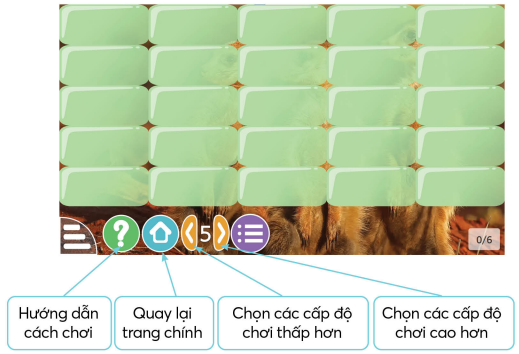 ?
5
0/6
Hướng dẫn
cách chơi
Quay lại
trang chính
Chọn các cấp độ
chơi thấp hơn
Chọn các cấp độ
chơi cao hơn